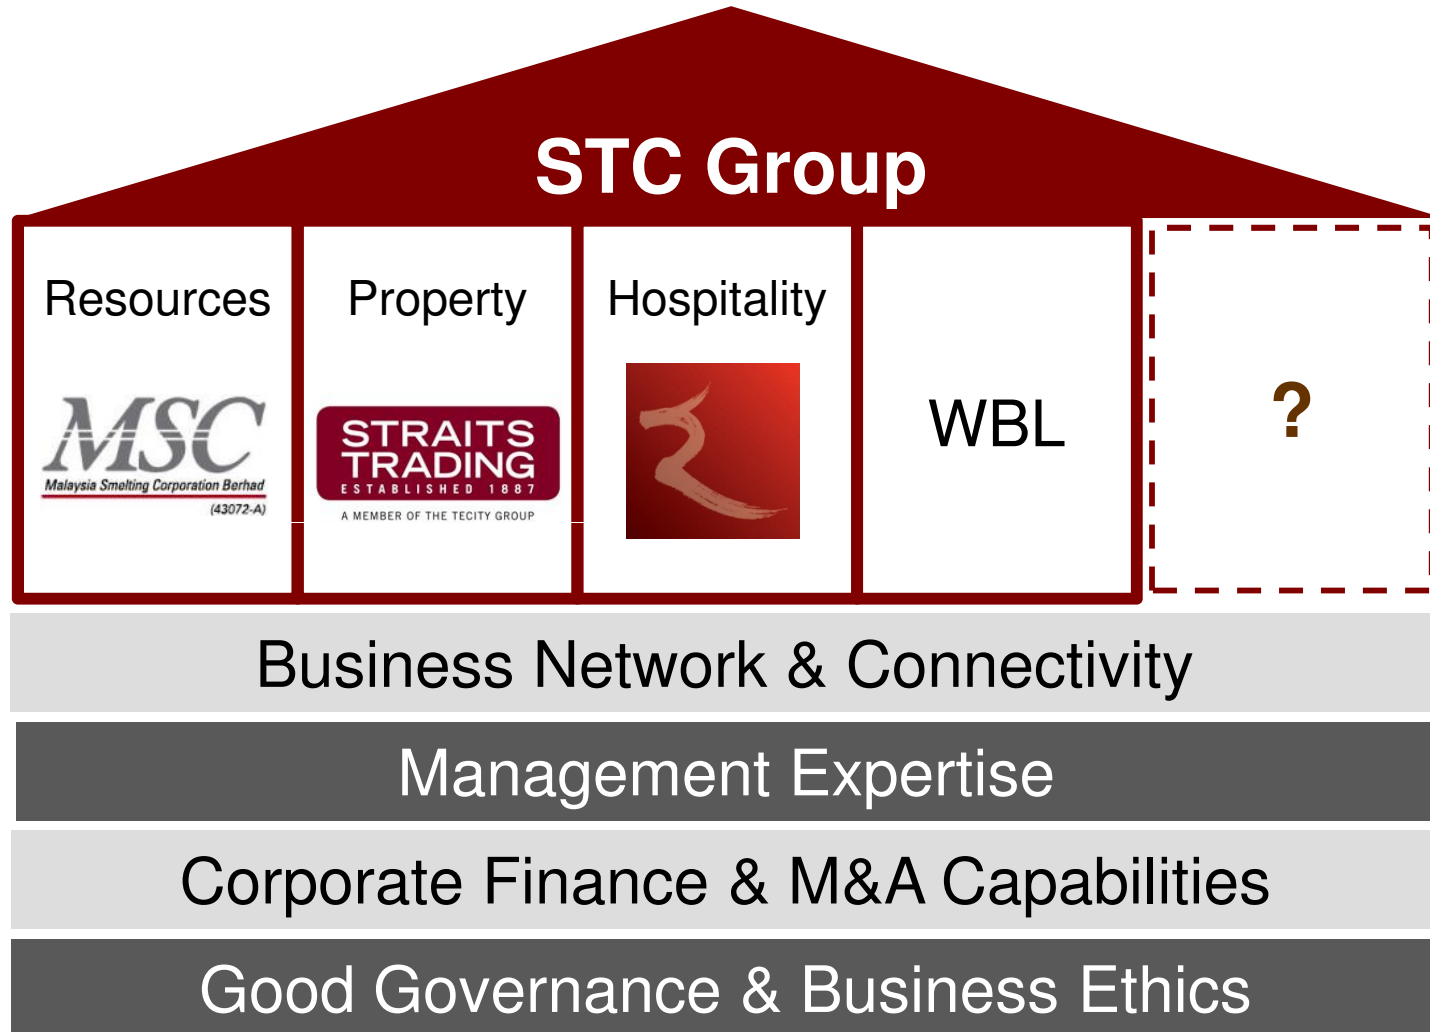 STC Group
Resources
MSC
Malaysia Smelting Corporation Berhad
(43072-A)
Property
STRAITS
TRADING
ESTABLISHED 1887
A MEMBER OF THE TECITY GROUP
Hospitality
WBL
?
Business Network & Connectivity
Management Expertise
Corporate Finance & M&A Capabilities
Good Governance & Business Ethics